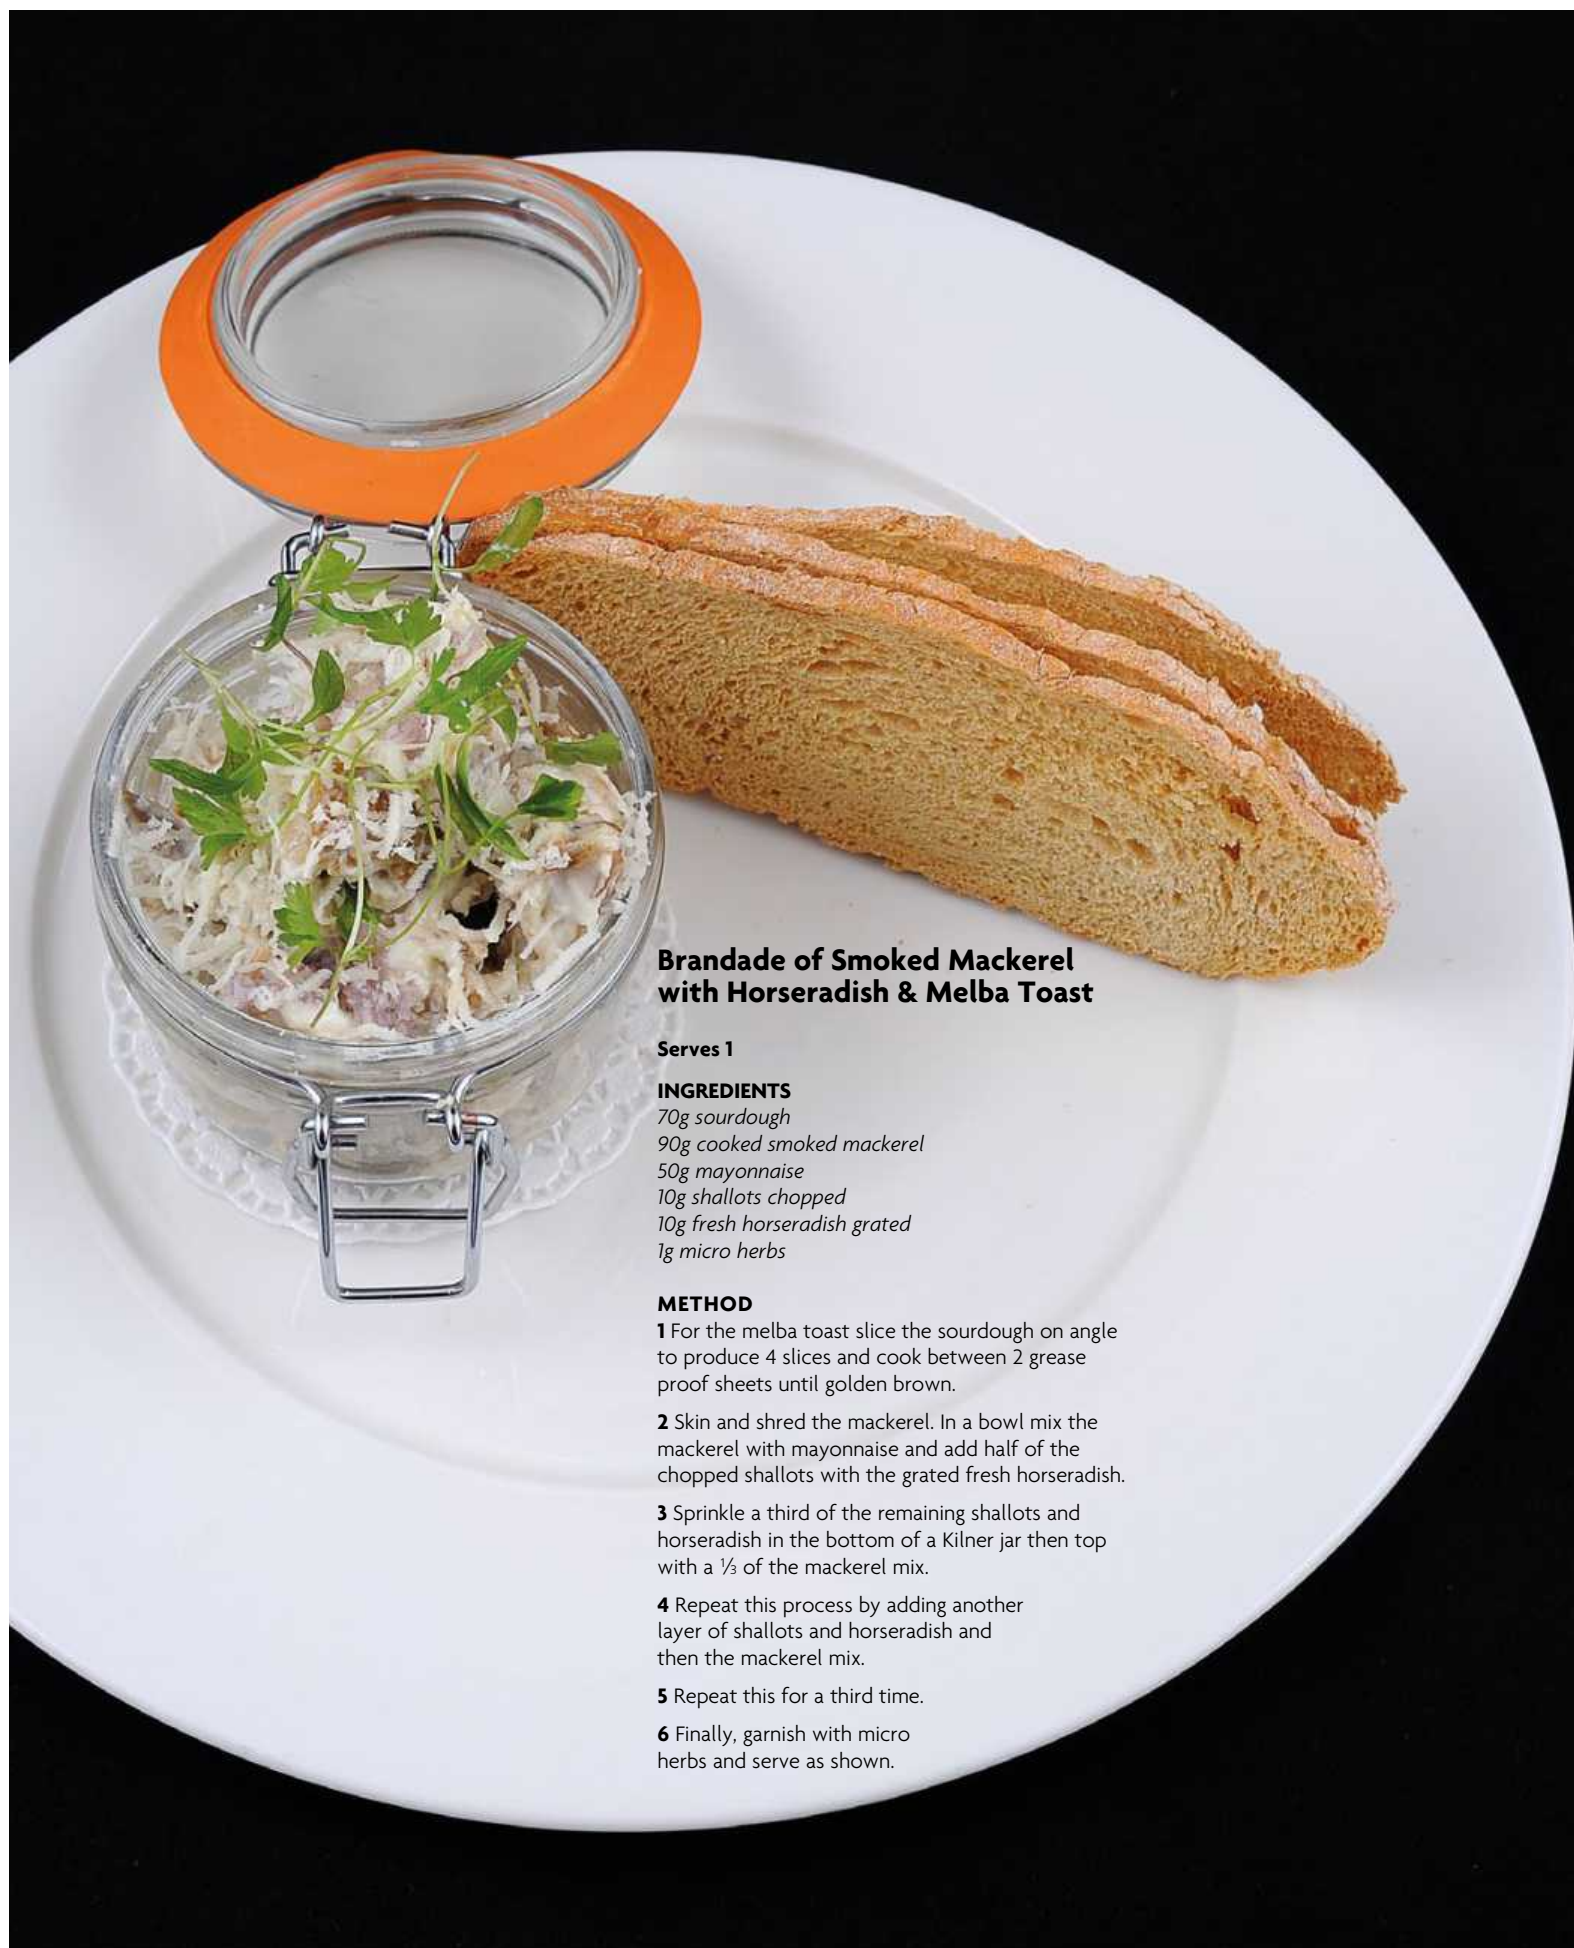 Brandade of Smoked Mackerel
with Horseradish & Melba Toast
Serves 1
INGREDIENTS
70g sourdough
90g cooked smoked mackerel
50g mayonnaise
10g shallots chopped
10g fresh horseradish grated
1g micro herbs
METHOD
1 For the melba toast slice the sourdough on angle
to produce 4 slices and cook between 2 grease
proof sheets until golden brown.
2 Skin and shred the mackerel. In a bowl mix the
mackerel with mayonnaise and add half of the
chopped shallots with the grated fresh horseradish.
3 Sprinkle a third of the remaining shallots and
horseradish in the bottom of a Kilner jar then top
with a ⅓ of the mackerel mix.
4 Repeat this process by adding another
layer of shallots and horseradish and
then the mackerel mix.
5 Repeat this for a third time.
6 Finally, garnish with micro
herbs and serve as shown.